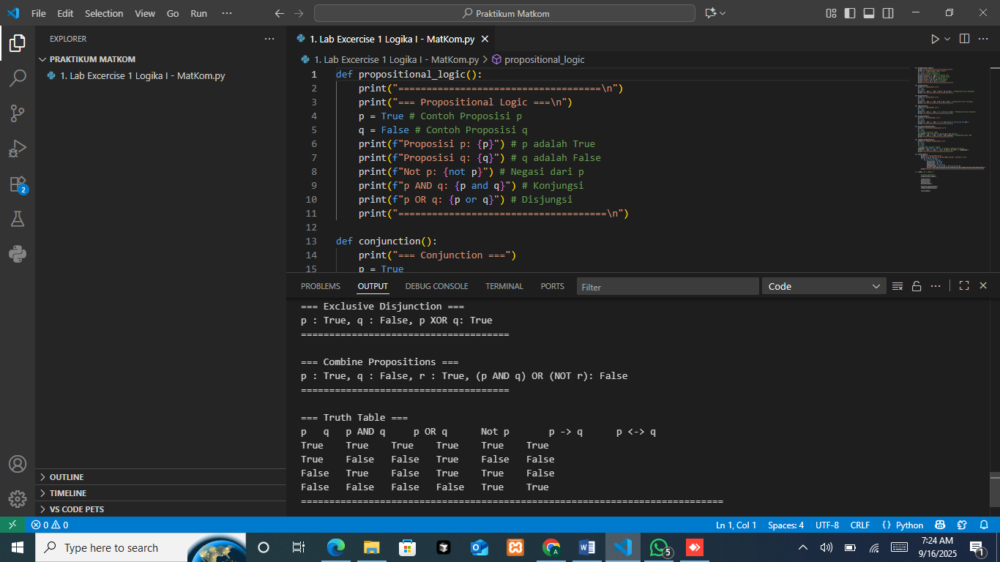 File Edit Selection View Go Run ··· Praktikum Matkom
EXPLORER ···
PRAKTIKUM MATKOM
1. Lab Excercise 1 Logika I - MatKom.py
OUTLINE
TIMELINE
VS CODE PETS
2
1. Lab Excercise 1 Logika I - MatKom.py
1. Lab Excercise 1 Logika I - MatKom.py > propositional_logic
1 def propositional_logic():
2 print("====================================\n")
3 print("=== Propositional Logic ===\n")
4 p = True # Contoh Proposisi p
5 q = False # Contoh Proposisi q
6 print(f"Proposisi p: {p}") # p adalah True
7 print(f"Proposisi q: {q}") # q adalah False
8 print(f"Not p: {not p}") # Negasi dari p
9 print(f"p AND q: {p and q}") # Konjungsi
10 print(f"p OR q: {p or q}") # Disjungsi
11 print("=====================================\n")
12
13 def conjunction():
14 print("=== Conjunction ===")
15 p = True
PROBLEMS OUTPUT DEBUG CONSOLE TERMINAL PORTS Filter Code
=== Exclusive Disjunction ===
p : True, q : False, p XOR q: True
=====================================
=== Combine Propositions ===
p : True, q : False, r : True, (p AND q) OR (NOT r): False
=====================================
=== Truth Table ===
p q p AND q p OR q Not p p -> q p <-> q
True True True True True True
True False False True False False
False True False True True False
False False False False True True
===========================================================================
0 0 Ln 1, Col 1 Spaces: 4 UTF-8 CRLF {} Python
Type here to search 5 7:24 AM
9/16/2025 1